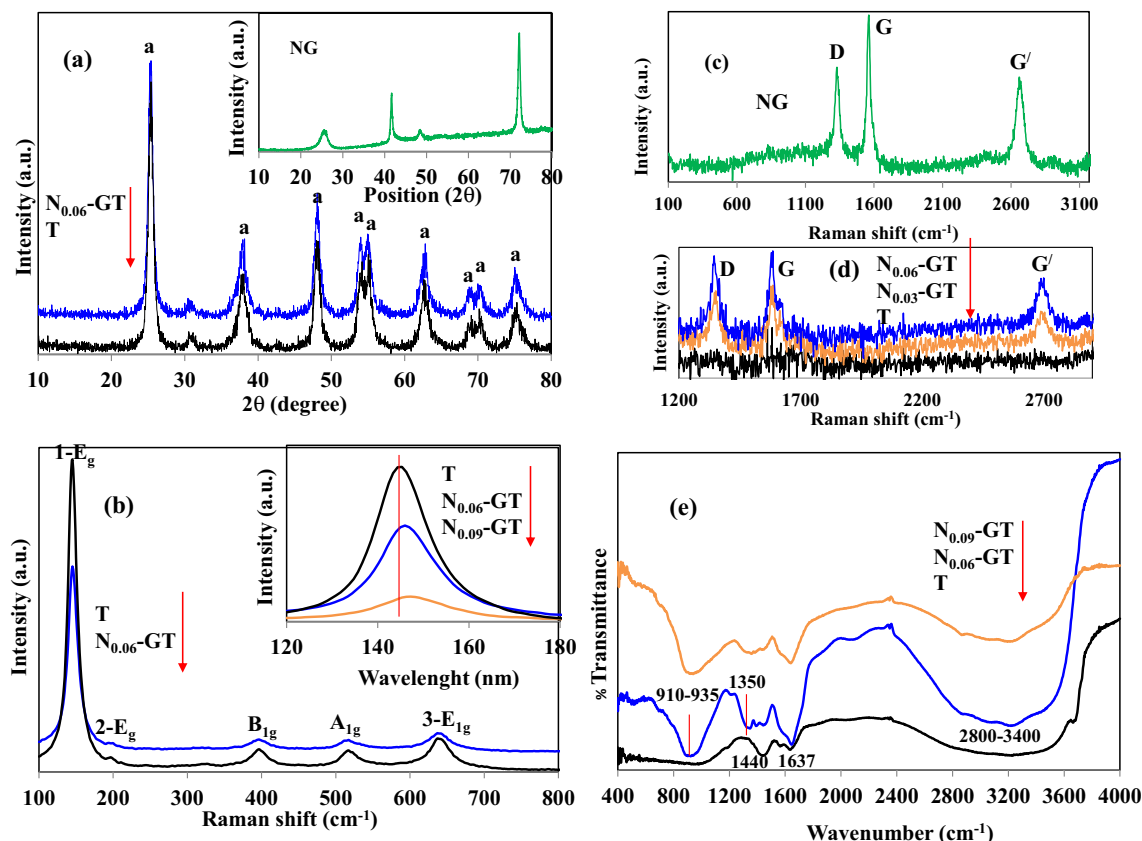 (a)
a
a
a
a
a
a
a
a
a
N0.06-GT
T
Intensity (a.u.)
10 20 30 40 50 60 70 80
2θ (degree)
NG
Intensity (a.u.)
10 20 30 40 50 60 70 80
Position (2θ)
(c)
NG
D
G
G/
Intensity (a.u.)
100 600 1100 1600 2100 2600 3100
Raman shift (cm-1)
(d)
D
G
G/
N0.06-GT
N0.03-GT
T
Intensity (a.u.)
1200 1700 2200 2700
Raman shift (cm-1)
(b)
1-Eg
2-Eg
B1g
A1g
3-E1g
T
N0.06-GT
Intensity (a.u.)
100 200 300 400 500 600 700 800
Raman shift (cm-1)
T
N0.06-GT
N0.09-GT
Intensity (a.u.)
120 140 160 180
Wavelenght (nm)
(e)
N0.09-GT
N0.06-GT
T
910-935
1350
1440
1637
2800-3400
% Transmittance
400 800 1200 1600 2000 2400 2800 3200 3600 4000
Wavenumber (cm-1)